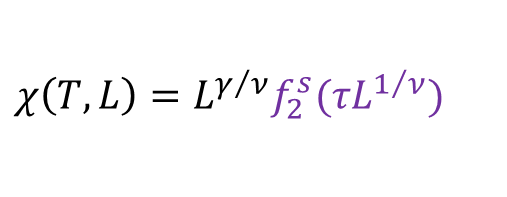 χ(T, L) = L^{γ/ν} f_2^s(τL^{1/ν})